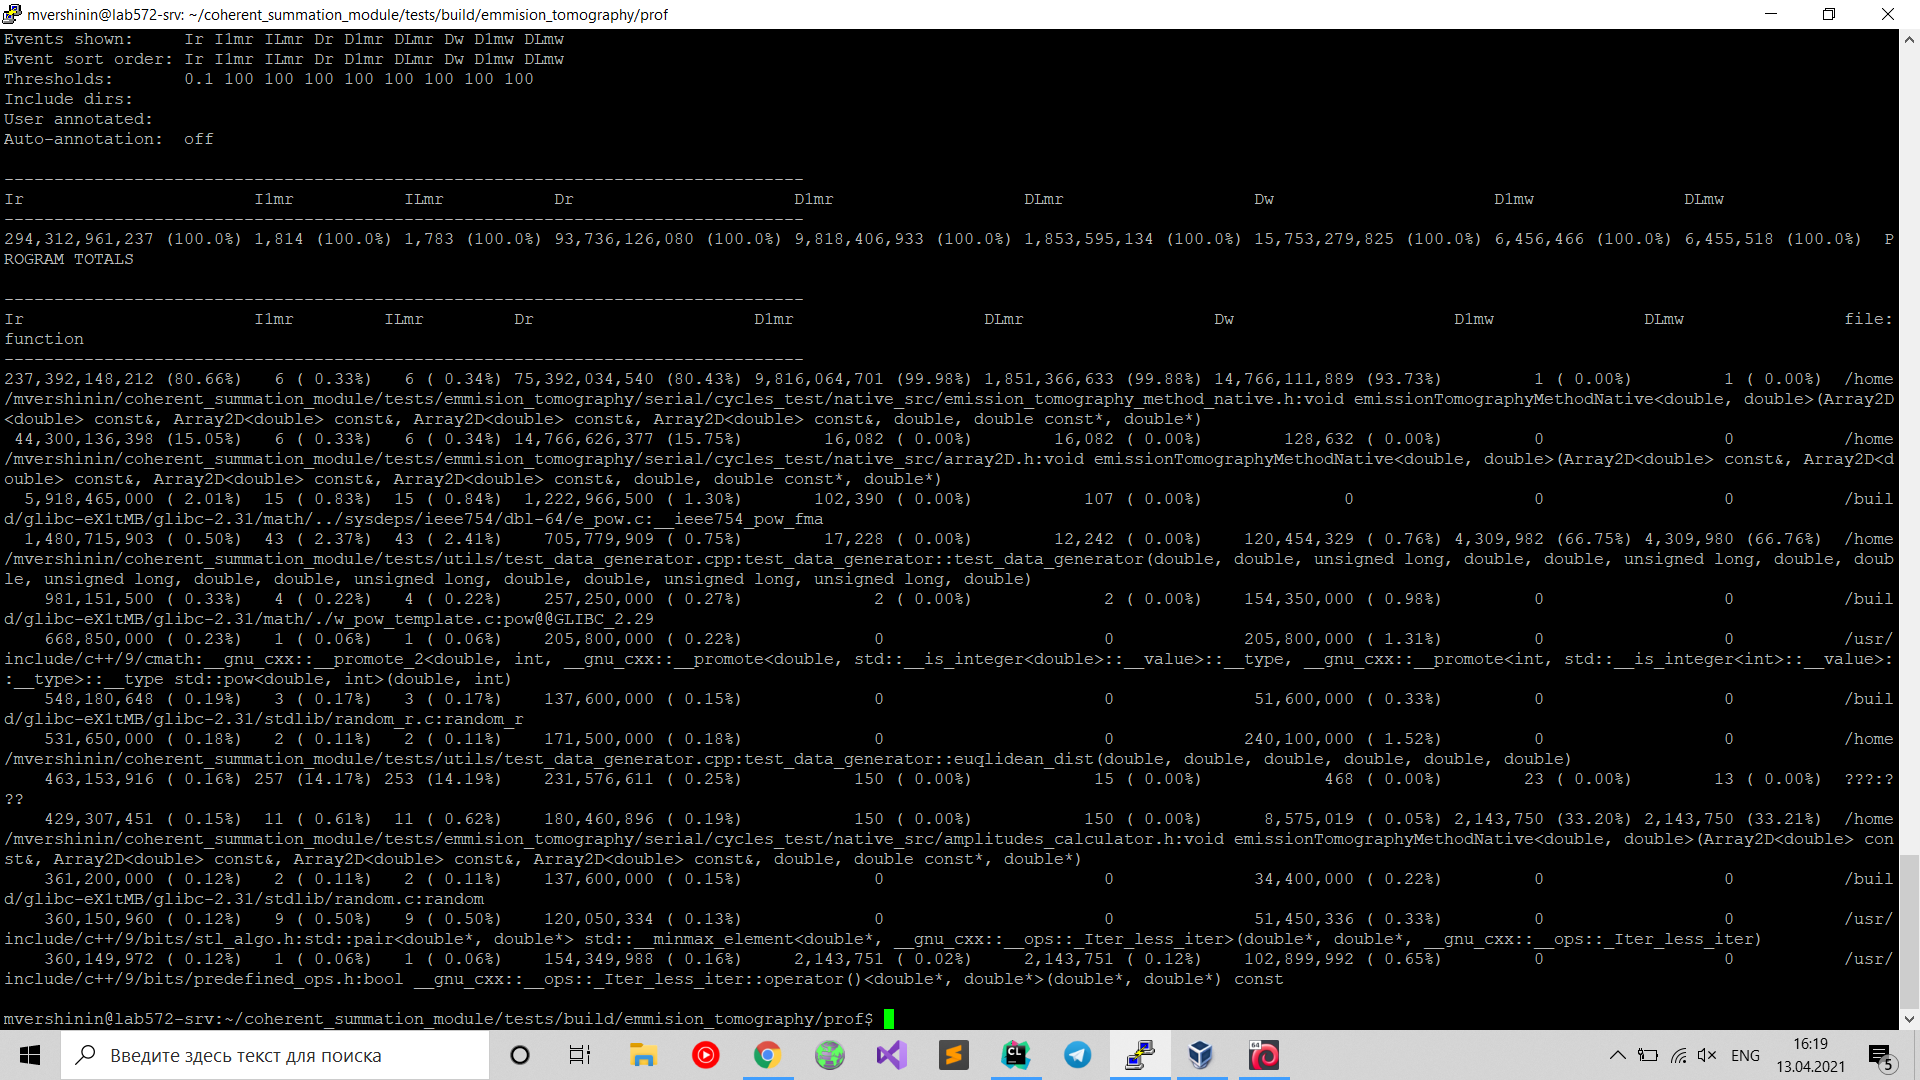 mvershinin@lab572-srv: ~/coherent_summation_module/tests/build/emmision_tomography/prof
Events shown:     Ir I1mr ILmr Dr D1mr DLmr Dw D1mw DLmw
Event sort order: Ir I1mr ILmr Dr D1mr DLmr Dw D1mw DLmw
Thresholds:       0.1 100 100 100 100 100 100 100 100
Include dirs:
User annotated:
Auto-annotation:  off
--------------------------------------------------------------------------------
Ir                       I1mr           ILmr           Dr                      D1mr                   DLmr                   Dw                      D1mw               DLmw
--------------------------------------------------------------------------------
294,312,961,237 (100.0%) 1,814 (100.0%) 1,783 (100.0%) 93,736,126,080 (100.0%) 9,818,406,933 (100.0%) 1,853,595,134 (100.0%) 15,753,279,825 (100.0%) 6,456,466 (100.0%) 6,455,518 (100.0%)  P
ROGRAM TOTALS
--------------------------------------------------------------------------------
Ir                       I1mr         ILmr         Dr                      D1mr                   DLmr                   Dw                      D1mw               DLmw                file:
function
--------------------------------------------------------------------------------
237,392,148,212 (80.66%)   6 ( 0.33%)   6 ( 0.34%) 75,392,034,540 (80.43%) 9,816,064,701 (99.98%) 1,851,366,633 (99.88%) 14,766,111,889 (93.73%)         1 ( 0.00%)         1 ( 0.00%)  /home
/mvershinin/coherent_summation_module/tests/emmision_tomography/serial/cycles_test/native_src/emission_tomography_method_native.h:void emissionTomographyMethodNative<double, double>(Array2D
<double> const&, Array2D<double> const&, Array2D<double> const&, Array2D<double> const&, double, double const*, double*)
 44,300,136,398 (15.05%)   6 ( 0.33%)   6 ( 0.34%) 14,766,626,377 (15.75%)        16,082 ( 0.00%)        16,082 ( 0.00%)        128,632 ( 0.00%)         0                  0           /home
/mvershinin/coherent_summation_module/tests/emmision_tomography/serial/cycles_test/native_src/array2D.h:void emissionTomographyMethodNative<double, double>(Array2D<double> const&, Array2D<d
ouble> const&, Array2D<double> const&, Array2D<double> const&, double, double const*, double*)
  5,918,465,000 ( 2.01%)  15 ( 0.83%)  15 ( 0.84%)  1,222,966,500 ( 1.30%)       102,390 ( 0.00%)           107 ( 0.00%)              0                  0                  0           /buil
d/glibc-eX1tMB/glibc-2.31/math/../sysdeps/ieee754/dbl-64/e_pow.c:__ieee754_pow_fma
  1,480,715,903 ( 0.50%)  43 ( 2.37%)  43 ( 2.41%)    705,779,909 ( 0.75%)        17,228 ( 0.00%)        12,242 ( 0.00%)    120,454,329 ( 0.76%) 4,309,982 (66.75%) 4,309,980 (66.76%)  /home
/mvershinin/coherent_summation_module/tests/utils/test_data_generator.cpp:test_data_generator::test_data_generator(double, double, unsigned long, double, double, unsigned long, double, doub
le, unsigned long, double, double, unsigned long, double, double, unsigned long, unsigned long, double)
    981,151,500 ( 0.33%)   4 ( 0.22%)   4 ( 0.22%)    257,250,000 ( 0.27%)             2 ( 0.00%)             2 ( 0.00%)    154,350,000 ( 0.98%)         0                  0           /buil
d/glibc-eX1tMB/glibc-2.31/math/./w_pow_template.c:pow@@GLIBC_2.29
    668,850,000 ( 0.23%)   1 ( 0.06%)   1 ( 0.06%)    205,800,000 ( 0.22%)             0                      0             205,800,000 ( 1.31%)         0                  0           /usr/
include/c++/9/cmath:__gnu_cxx::__promote_2<double, int, __gnu_cxx::__promote<double, std::__is_integer<double>::__value>::__type, __gnu_cxx::__promote<int, std::__is_integer<int>::__value>:
:__type>::__type std::pow<double, int>(double, int)
    548,180,648 ( 0.19%)   3 ( 0.17%)   3 ( 0.17%)    137,600,000 ( 0.15%)             0                      0              51,600,000 ( 0.33%)         0                  0           /buil
d/glibc-eX1tMB/glibc-2.31/stdlib/random_r.c:random_r
    531,650,000 ( 0.18%)   2 ( 0.11%)   2 ( 0.11%)    171,500,000 ( 0.18%)             0                      0             240,100,000 ( 1.52%)         0                  0           /home
/mvershinin/coherent_summation_module/tests/utils/test_data_generator.cpp:test_data_generator::euqlidean_dist(double, double, double, double, double, double)
    463,153,916 ( 0.16%) 257 (14.17%) 253 (14.19%)    231,576,611 ( 0.25%)           150 ( 0.00%)            15 ( 0.00%)            468 ( 0.00%)        23 ( 0.00%)        13 ( 0.00%)  ???:?
??
    429,307,451 ( 0.15%)  11 ( 0.61%)  11 ( 0.62%)    180,460,896 ( 0.19%)           150 ( 0.00%)           150 ( 0.00%)      8,575,019 ( 0.05%) 2,143,750 (33.20%) 2,143,750 (33.21%)  /home
/mvershinin/coherent_summation_module/tests/emmision_tomography/serial/cycles_test/native_src/amplitudes_calculator.h:void emissionTomographyMethodNative<double, double>(Array2D<double> con
st&, Array2D<double> const&, Array2D<double> const&, Array2D<double> const&, double, double const*, double*)
    361,200,000 ( 0.12%)   2 ( 0.11%)   2 ( 0.11%)    137,600,000 ( 0.15%)             0                      0              34,400,000 ( 0.22%)         0                  0           /buil
d/glibc-eX1tMB/glibc-2.31/stdlib/random.c:random
    360,150,960 ( 0.12%)   9 ( 0.50%)   9 ( 0.50%)    120,050,334 ( 0.13%)             0                      0              51,450,336 ( 0.33%)         0                  0           /usr/
include/c++/9/bits/stl_algo.h:std::pair<double*, double*> std::__minmax_element<double*, __gnu_cxx::__ops::_Iter_less_iter>(double*, double*, __gnu_cxx::__ops::_Iter_less_iter)
    360,149,972 ( 0.12%)   1 ( 0.06%)   1 ( 0.06%)    154,349,988 ( 0.16%)     2,143,751 ( 0.02%)     2,143,751 ( 0.12%)    102,899,992 ( 0.65%)         0                  0           /usr/
include/c++/9/bits/predefined_ops.h:bool __gnu_cxx::__ops::_Iter_less_iter::operator()<double*, double*>(double*, double*) const
mvershinin@lab572-srv:~/coherent_summation_module/tests/build/emmision_tomography/prof$
Введите здесь текст для поиска
CL
64
ENG
16:19
13.04.2021
5